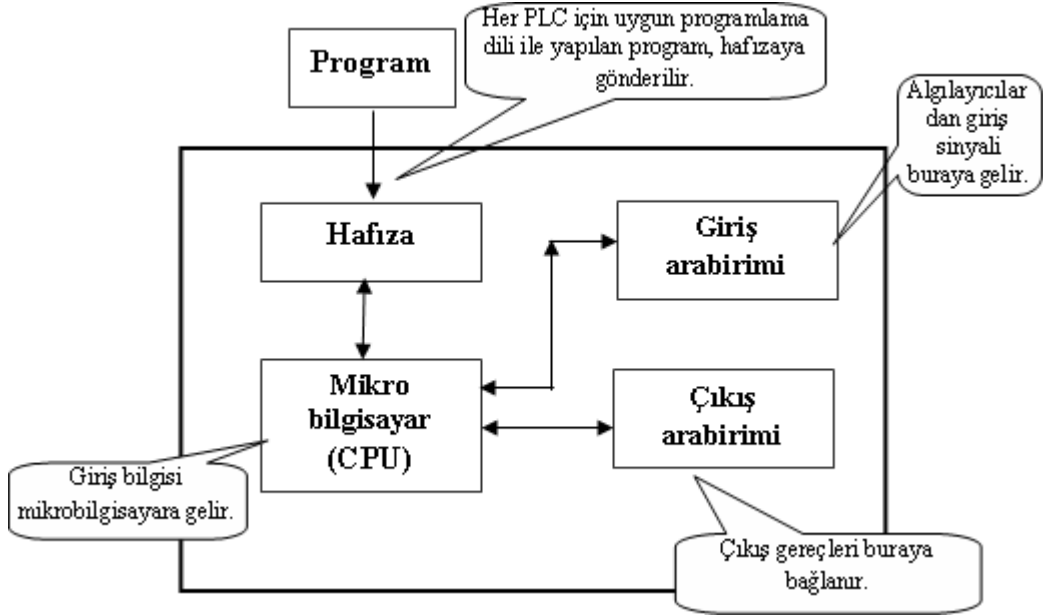 Program
Her PLC için uygun programlama
dili ile yapılan program, hafızaya
gönderilir.
Algılayıcılar
dan giriş
sinyali
buraya gelir.
Hafıza
Giriş
arabirimi
Mikro
bilgisayar
(CPU)
Çıkış
arabirimi
Giriş bilgisi
mikrobilgisayara gelir.
Çıkış gereçleri buraya
bağlanır.